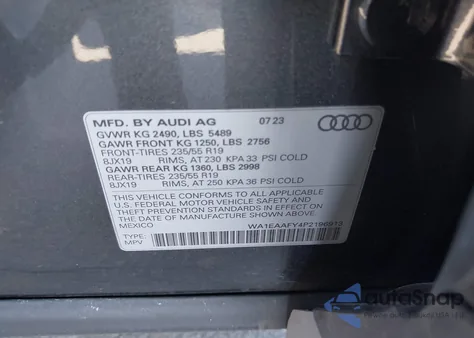 MFD. BY AUDI AG 07 23
GVWR KG 2490, LBS 5489
GAWR FRONT KG 1250, LBS 2756
FRONT-TIRES 235/55 R19
8JX19 RIMS, AT 230 KPA 33 PSI COLD
GAWR REAR KG 1360, LBS 2998
REAR-TIRES 235/55 R19
8JX19 RIMS, AT 250 KPA 36 PSI COLD
THIS VEHICLE CONFORMS TO ALL APPLICABLE
U.S. FEDERAL MOTOR VEHICLE SAFETY AND
THEFT PREVENTION STANDARDS IN EFFECT ON
THE DATE OF MANUFACTURE SHOWN ABOVE.
MEXICO WA1EAAFY4P2196913
TYPE:
MPV
autoSnap